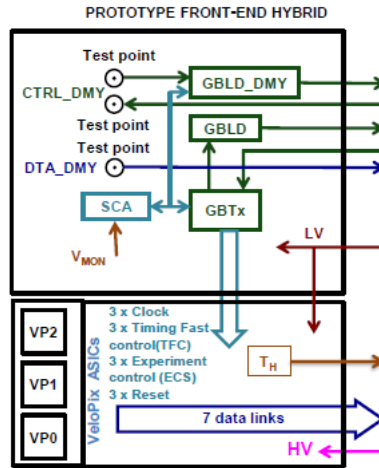 PROTOTYPE FRONT-END HYBRID
Test point
GBLD_DMY
CTRL_DMY
Test point
GBLD
Test point
DTA_DMY
SCA
GBTx
LV
VMON
VP2
VP1
VP0
VeloPix ASICs
3 x Clock
3 x Timing Fast
control(TFC)
3 x Experiment
control (ECS)
3 x Reset
TH
7 data links
HV